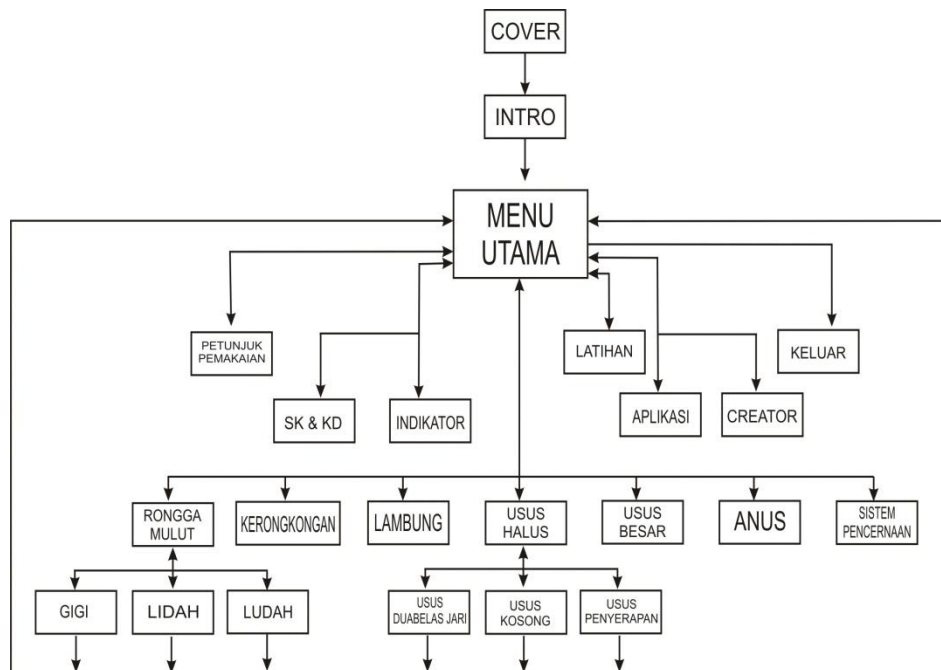 COVER
INTRO
MENU
UTAMA
PETUNJUK
PEMAKAIAN
LATIHAN
KELUAR
SK & KD
INDIKATOR
APLIKASI
CREATOR
RONGGA
MULUT
KERONGKONGAN
LAMBUNG
USUS
HALUS
USUS
BESAR
ANUS
SISTEM
PENCERNAAN
GIGI
LIDAH
LUDAH
USUS
DUABELAS JARI
USUS
KOSONG
USUS
PENYERAPAN